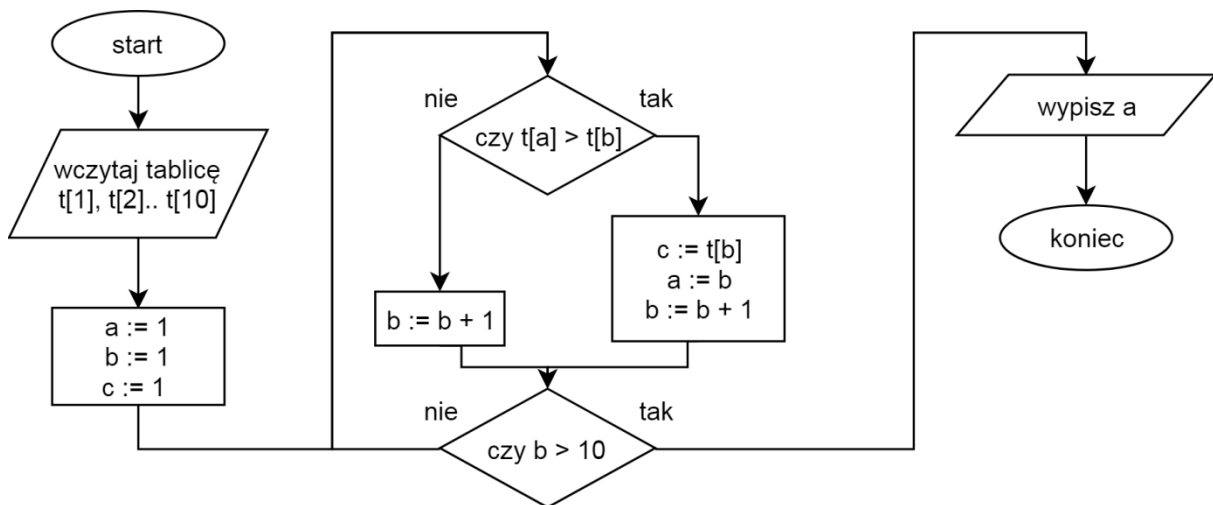 start
wczytaj tablicę
t[1], t[2].. t[10]
a := 1
b := 1
c := 1
nie
tak
czy t[a] > t[b]
b := b + 1
c := t[b]
a := b
b := b + 1
nie
tak
czy b > 10
wypisz a
koniec